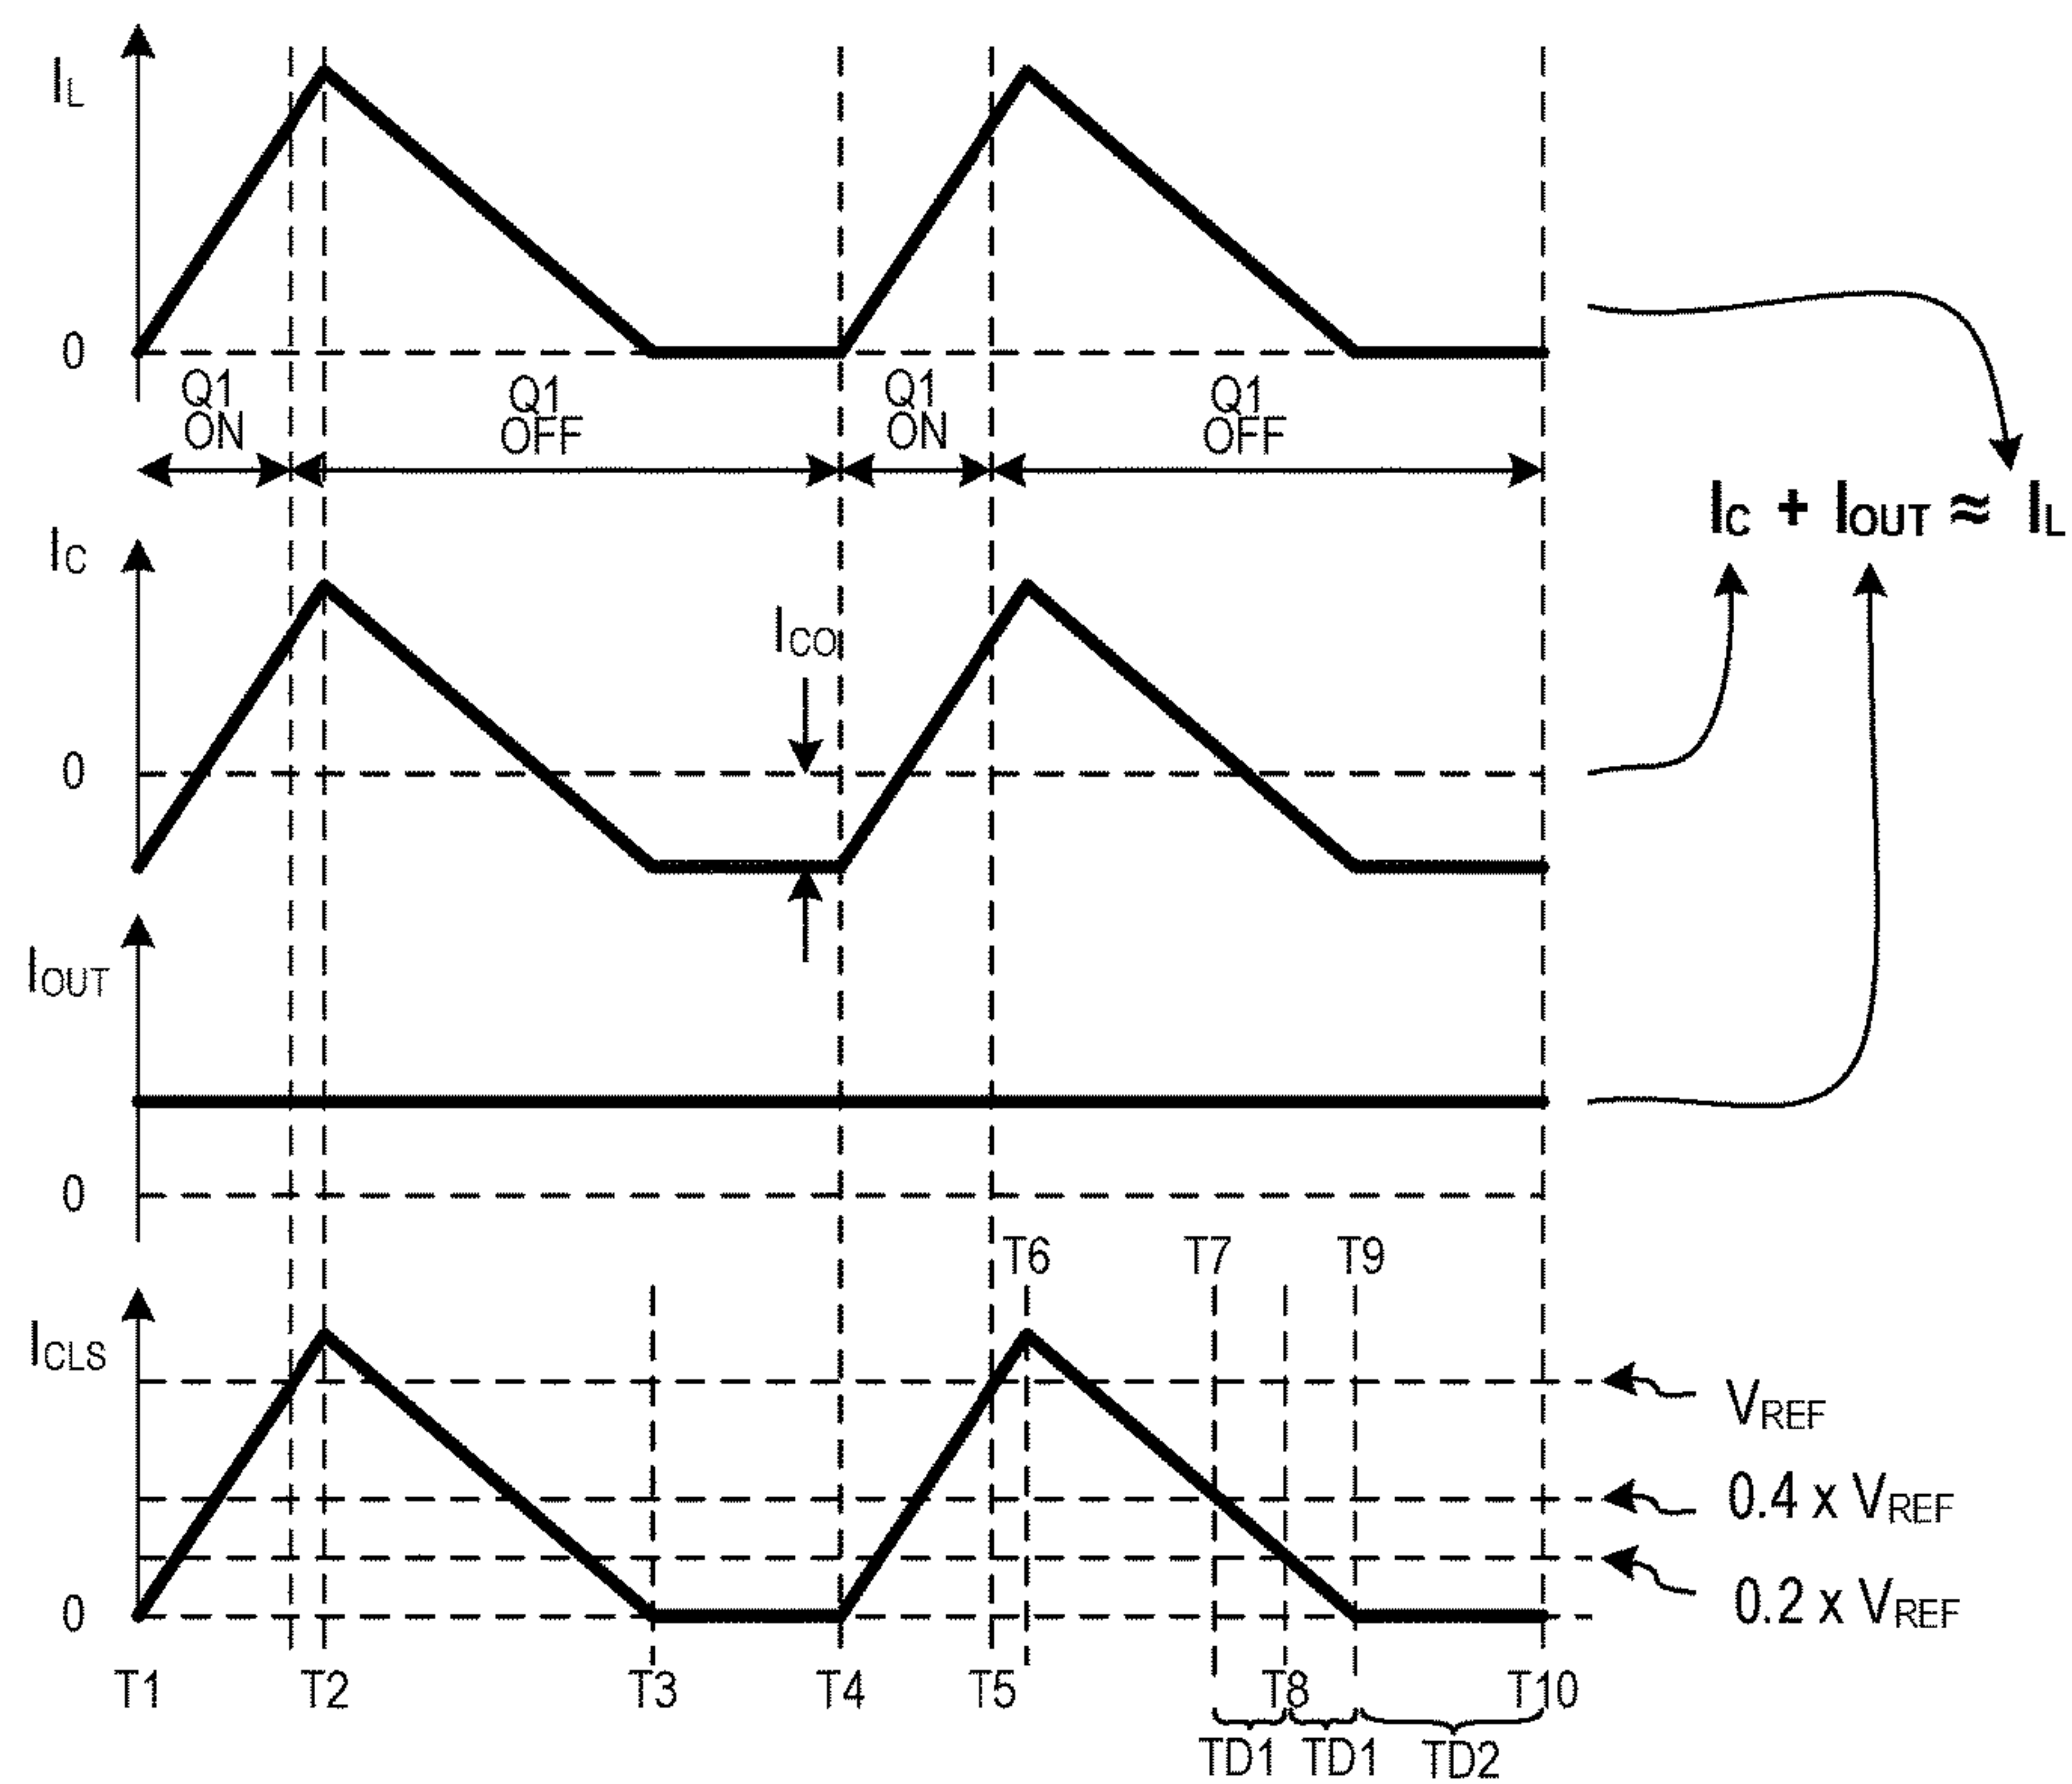 IL
0
Q1 ON
Q1 OFF
Q1 ON
Q1 OFF
IC + IOUT ≈ IL
IC
ICO
0
IOUT
0
T6 T7 T9
ICLS
VREF
0.4 x VREF
0.2 x VREF
0
T1 T2 T3 T4 T5 T8 T10
TD1 TD1 TD2